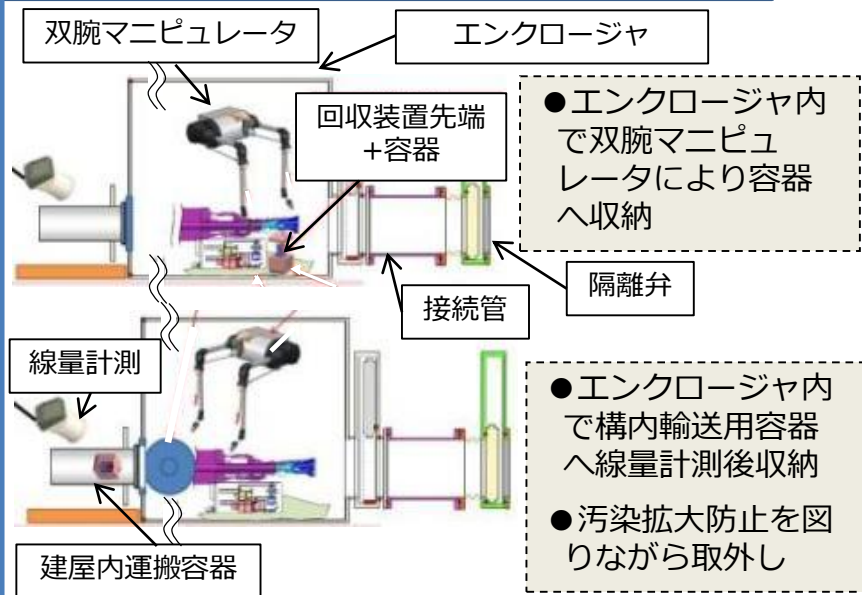 双腕マニピュレータ
エンクロージャ
回収装置先端
+容器
●エンクロージャ内
で双腕マニピュ
レータにより容器
へ収納
隔離弁
接続管
線量計測
●エンクロージャ内
で構内輸送用容器
へ線量計測後収納
●汚染拡大防止を図
りながら取外し
建屋内運搬容器